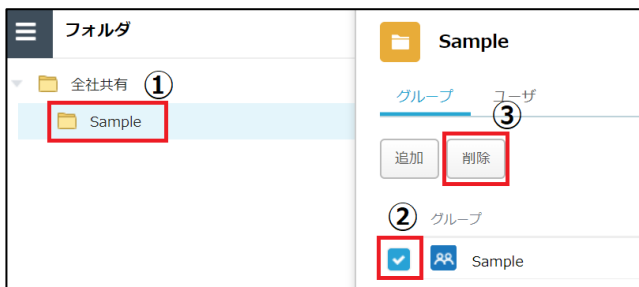 フォルダ
全社共有 ①
Sample
Sample
グループ ユーザ
③
追加 削除
② グループ
Sample